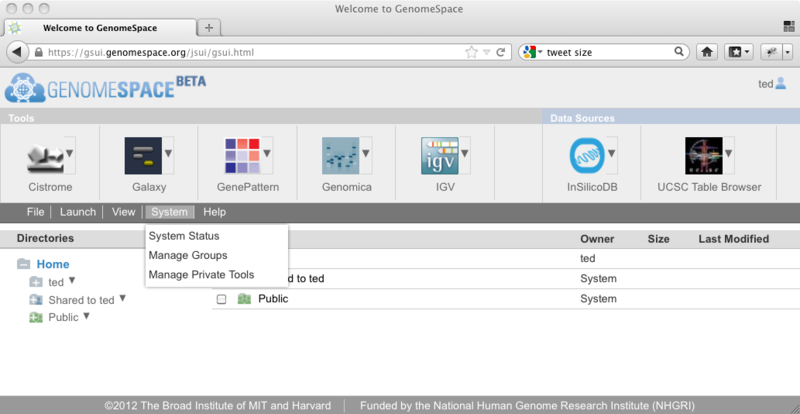 Welcome to GenomeSpace
Welcome to GenomeSpace
https://gsui.genomespace.org/jsui/gsui.html
tweet size
GENOMESPACE BETA
ted
Tools
Data Sources
Cistrome
Galaxy
GenePattern
Genomica
igv
IGV
InSilicoDB
UCSC Table Browser
File
Launch
View
System
Help
System Status
Manage Groups
Manage Private Tools
Directories
Owner
Size
Last Modified
Home
ted
Shared to ted
Public
ted
to ted
System
Public
System
©2012 The Broad Institute of MIT and Harvard
Funded by the National Human Genome Research Institute (NHGRI)